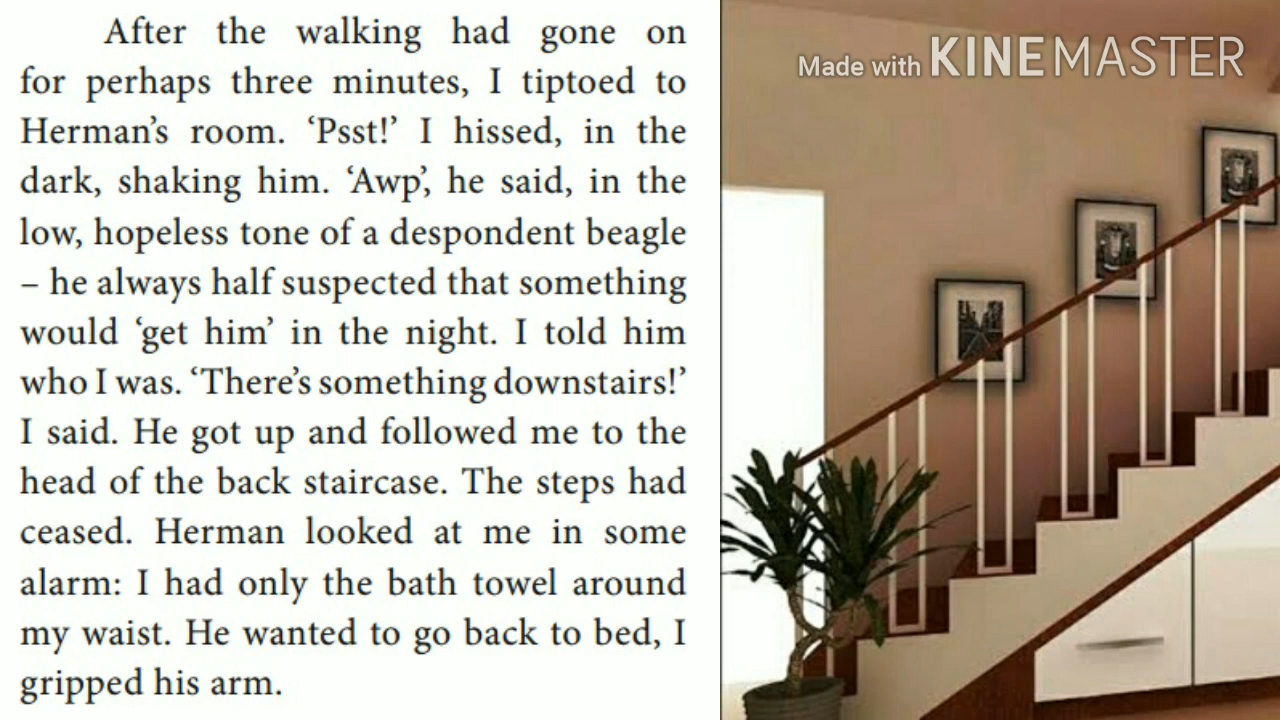 After the walking had gone on
for perhaps three minutes, I tiptoed to
Herman’s room. ‘Psst!’ I hissed, in the
dark, shaking him. ‘Awp’, he said, in the
low, hopeless tone of a despondent beagle
– he always half suspected that something
would ‘get him’ in the night. I told him
who I was. ‘There’s something downstairs!’
I said. He got up and followed me to the
head of the back staircase. The steps had
ceased. Herman looked at me in some
alarm: I had only the bath towel around
my waist. He wanted to go back to bed, I
gripped his arm.
Made with KINEMASTER